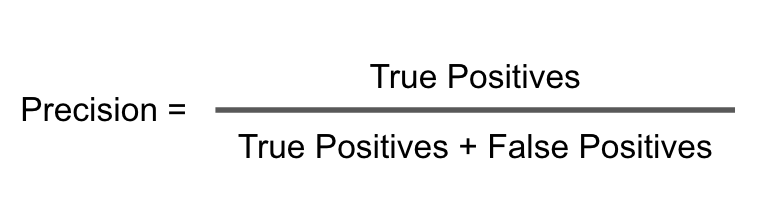 True Positives
Precision =
True Positives + False Positives